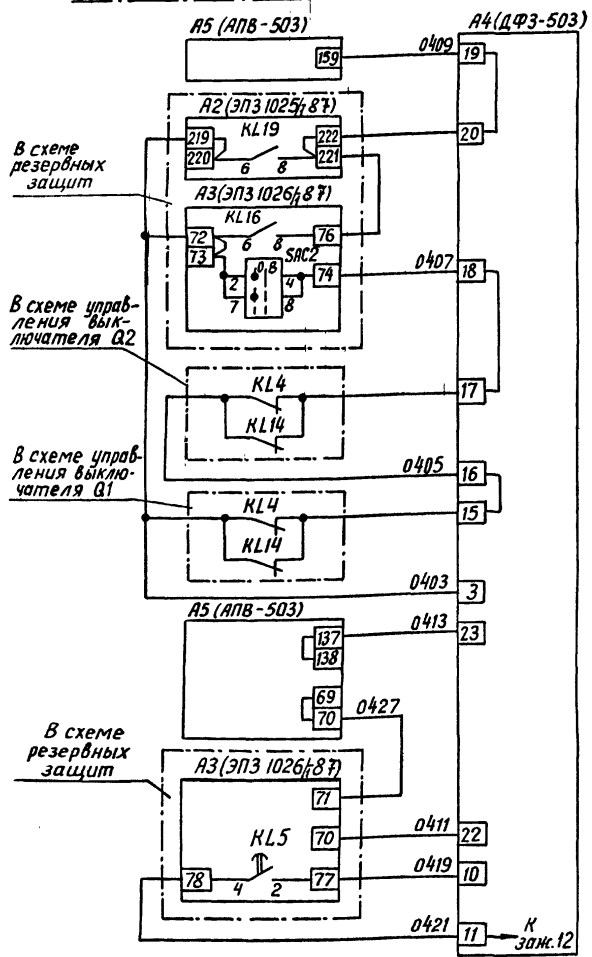 А5 (АПВ-503)
А4 (ДФЗ-503)
159
0409
19
А2 (ЭПЗ 1025/87)
KL19
219
222
20
220
6
8
221
В схеме
резервных
защит
А3 (ЭПЗ 1026/87)
KL16
72
6
8
76
73
SAC2
О
В
2
4
74
0407
18
7
8
В схеме управ-
ления вык-
лючателя Q2
KL4
17
KL14
В схеме управ-
ления выклю-
чателя Q1
0405
16
KL4
15
KL14
0403
3
А5 (АПВ-503)
0413
137
23
138
69
70
0427
В схеме
резервных
защит
А3 (ЭПЗ 1026/87)
71
KL5
70
0411
22
78
4
2
77
0419
10
0421
11
К
заж.12